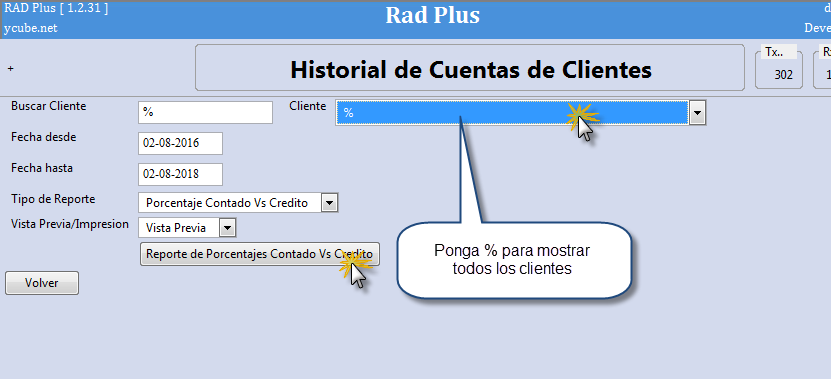 RAD Plus [ 1.2.31 ]
Rad Plus
ycube.net
Deve
+
Historial de Cuentas de Clientes
Tx..
302
Buscar Cliente
%
Cliente
%
Fecha desde
02-08-2016
Fecha hasta
02-08-2018
Tipo de Reporte
Porcentaje Contado Vs Credito
Vista Previa/Impresion
Vista Previa
Reporte de Porcentajes Contado Vs Credito
Ponga % para mostrar
todos los clientes
Volver